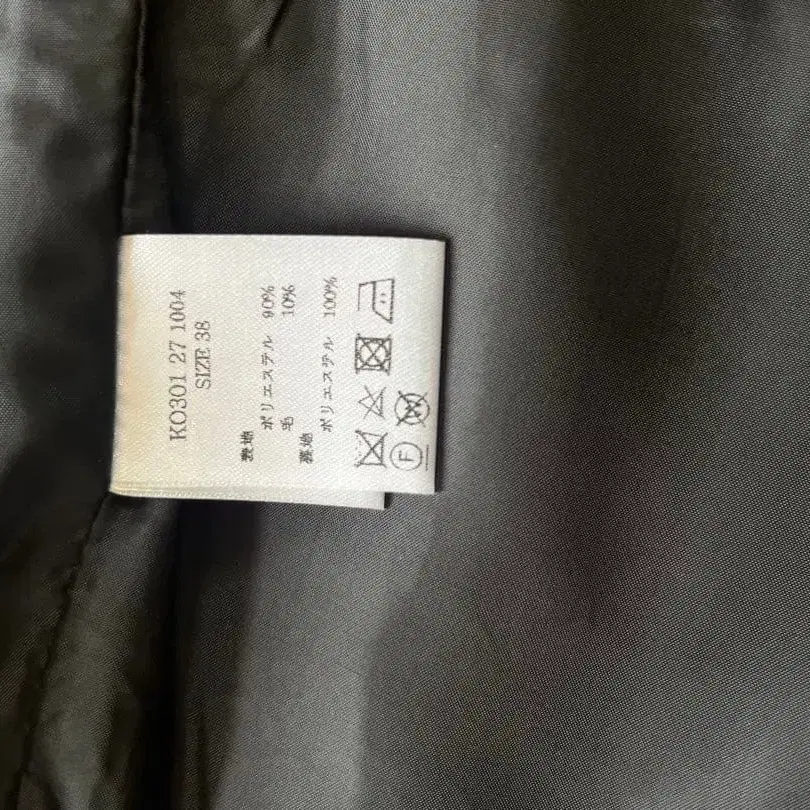 KO301 27 1004
SIZE 38
表地
ポリエステル 90%
毛 10%
裏地
ポリエステル 100%
F
W